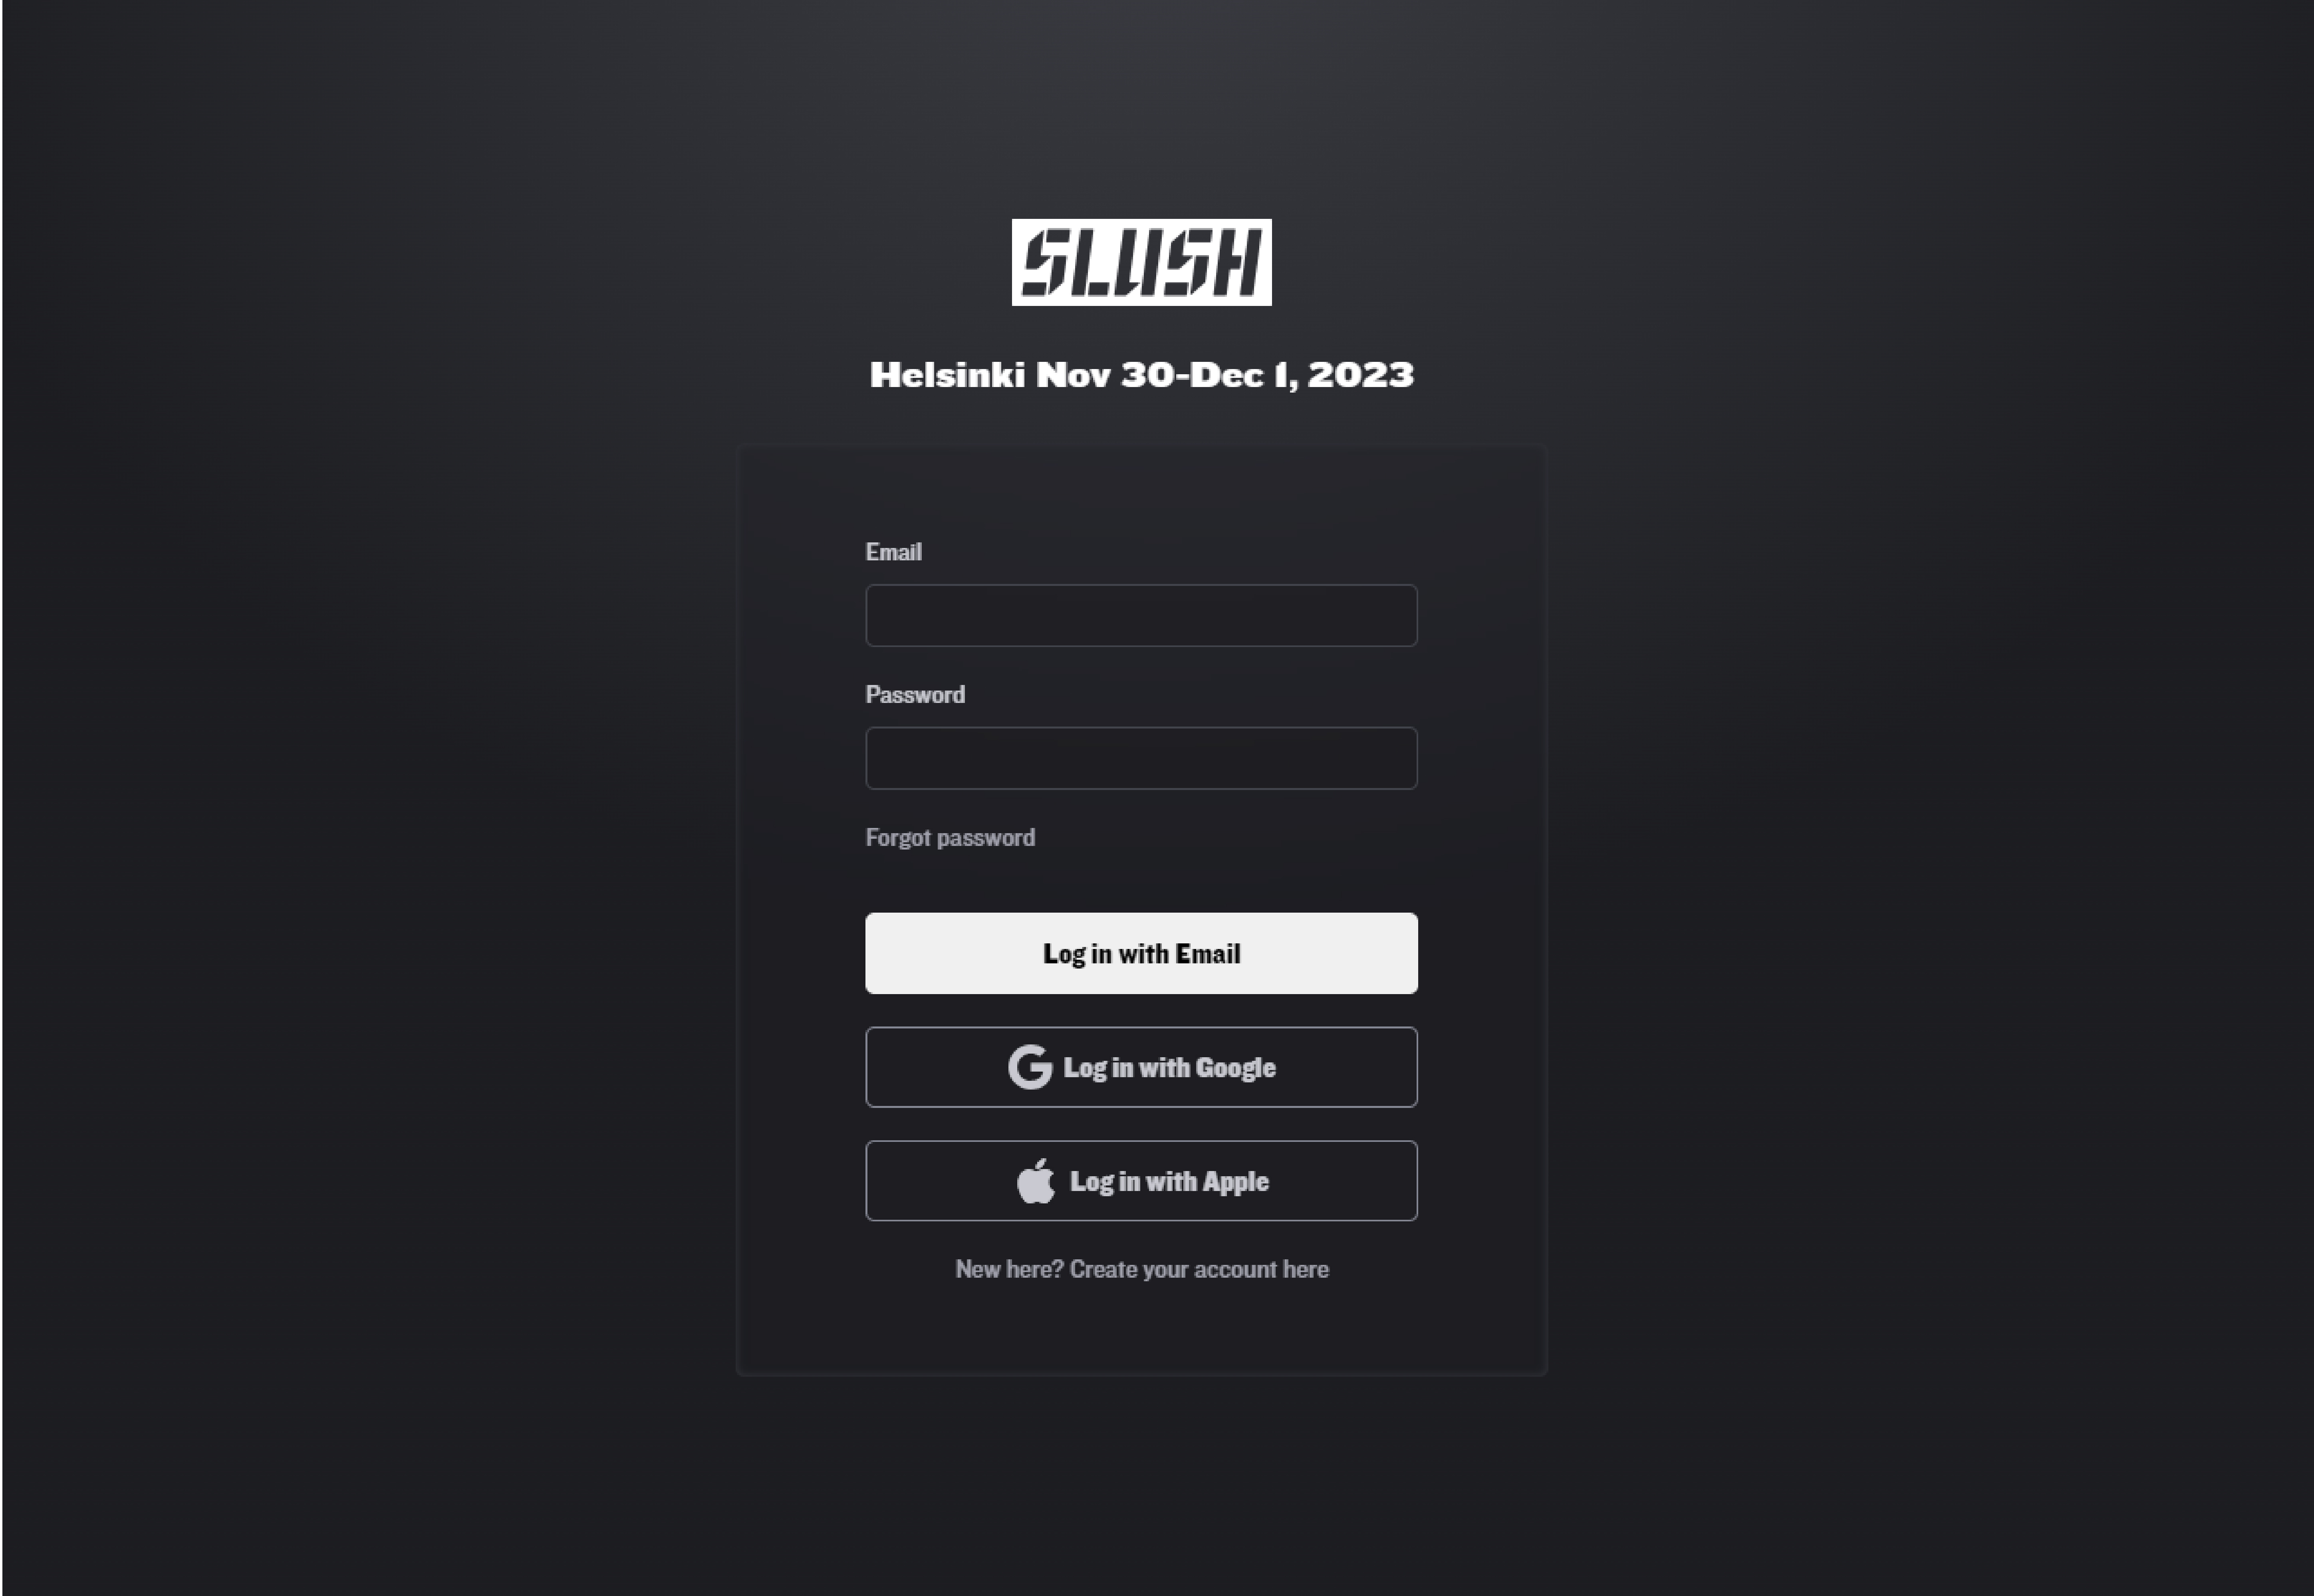 SLUSH
Helsinki Nov 30-Dec 1, 2023
Email
Password
Forgot password
Log in with Email
Log in with Google
Log in with Apple
New here? Create your account here